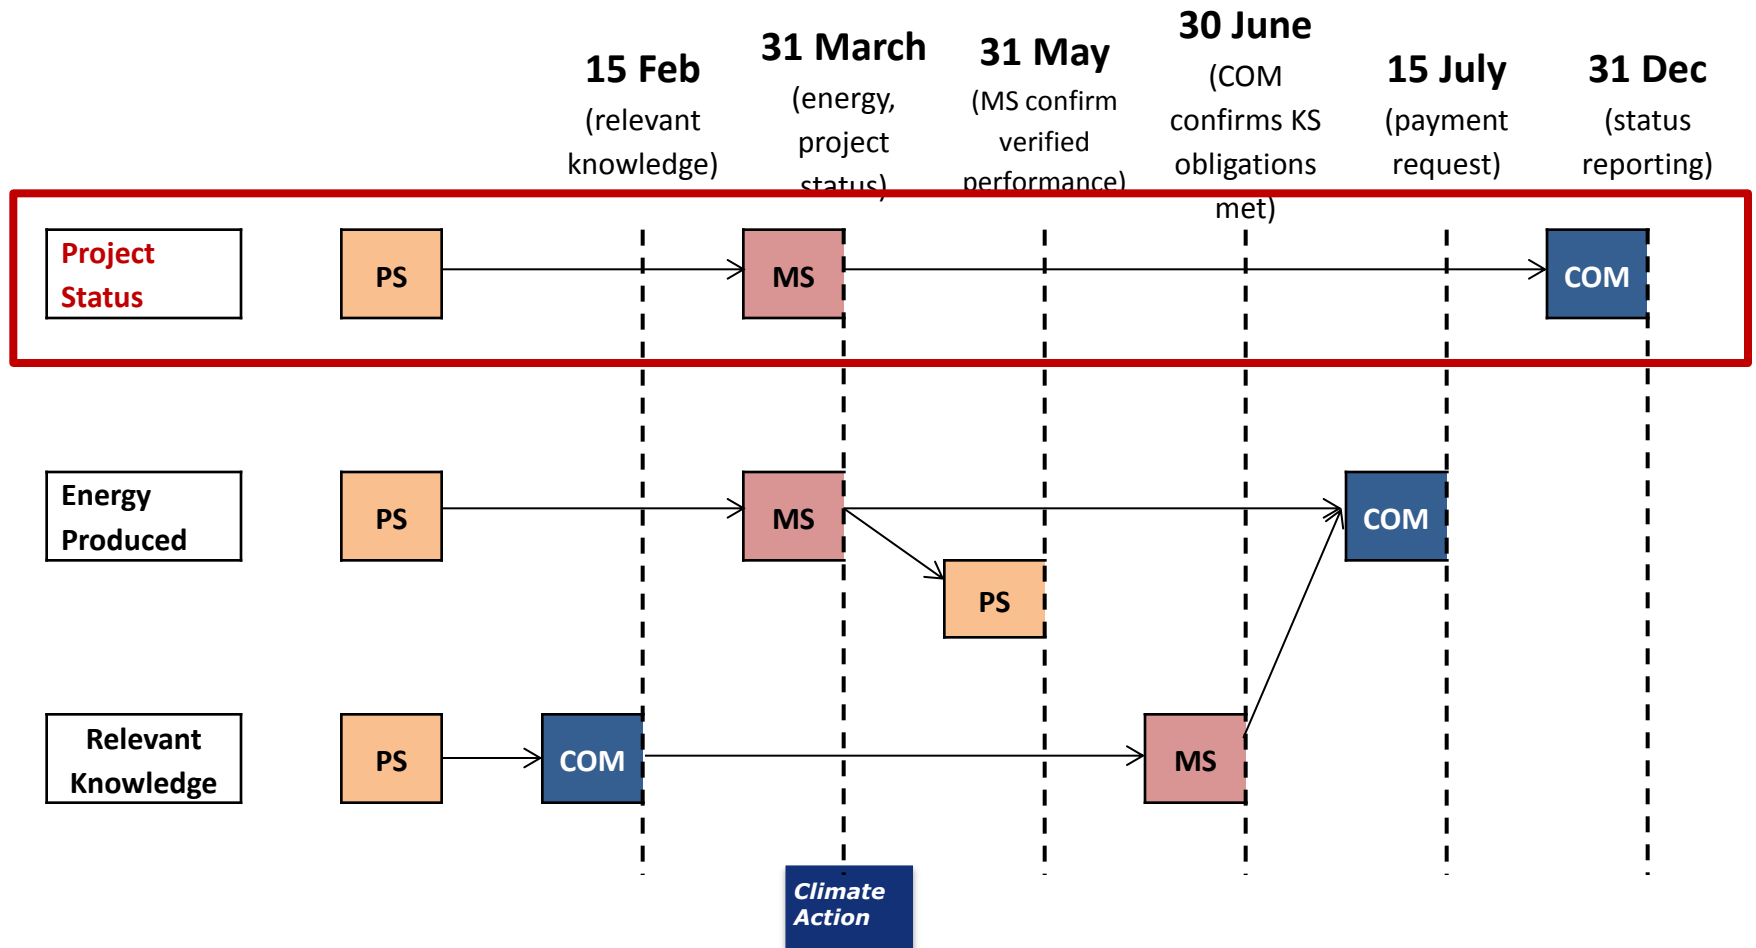 15 Feb
(relevant
knowledge)
31 March
(energy,
project
status)
31 May
(MS confirm
verified
performance)
30 June
(COM
confirms KS
obligations
met)
15 July
(payment
request)
31 Dec
(status
reporting)
Project
Status
PS
MS
COM
Energy
Produced
PS
MS
COM
PS
Relevant
Knowledge
PS
COM
MS
Climate
Action